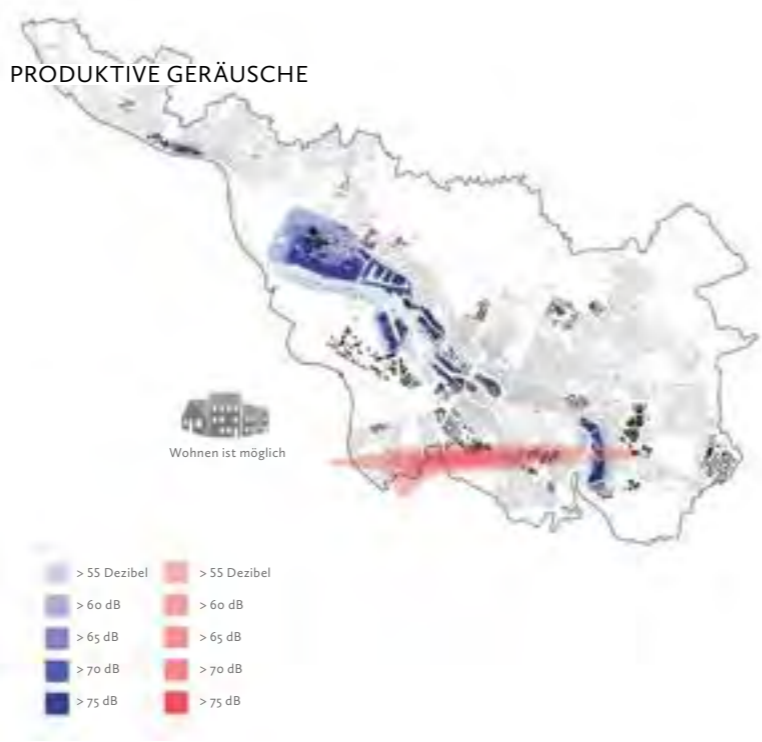 PRODUKTIVE GERÄUSCHE
Wohnen ist möglich
> 55 Dezibel
> 60 dB
> 65 dB
> 70 dB
> 75 dB
> 55 Dezibel
> 60 dB
> 65 dB
> 70 dB
> 75 dB